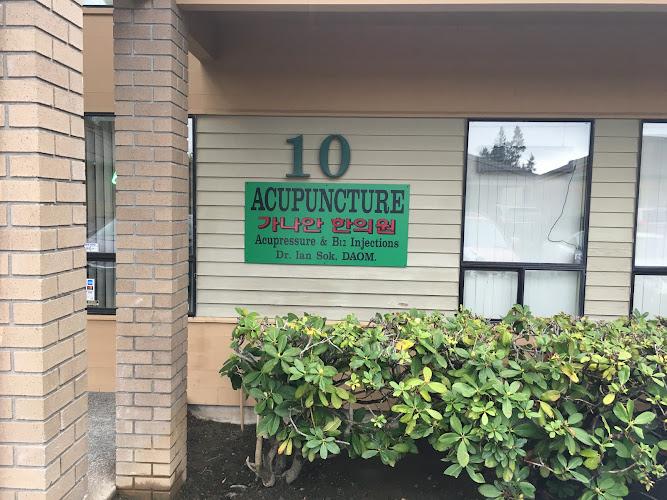 10
ACUPUNCTURE
가나안 한의원
Acupressure & B12 Injections
Dr. Ian Sok, DAOM.